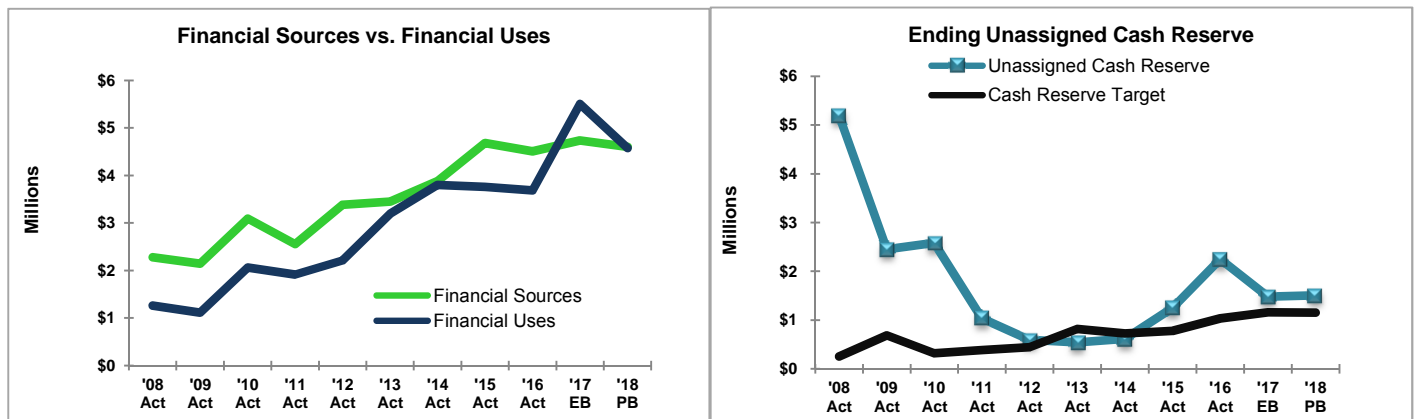 Financial Sources vs. Financial Uses
Millions
$6
$5
$4
$3
$2
$1
$0
Financial Sources
Financial Uses
'08 '09 '10 '11 '12 '13 '14 '15 '16 '17 '18
Act Act Act Act Act Act Act Act Act EB PB
Ending Unassigned Cash Reserve
Unassigned Cash Reserve
Cash Reserve Target
Millions
$6
$5
$4
$3
$2
$1
$0
'08 '09 '10 '11 '12 '13 '14 '15 '16 '17 '18
Act Act Act Act Act Act Act Act Act EB PB